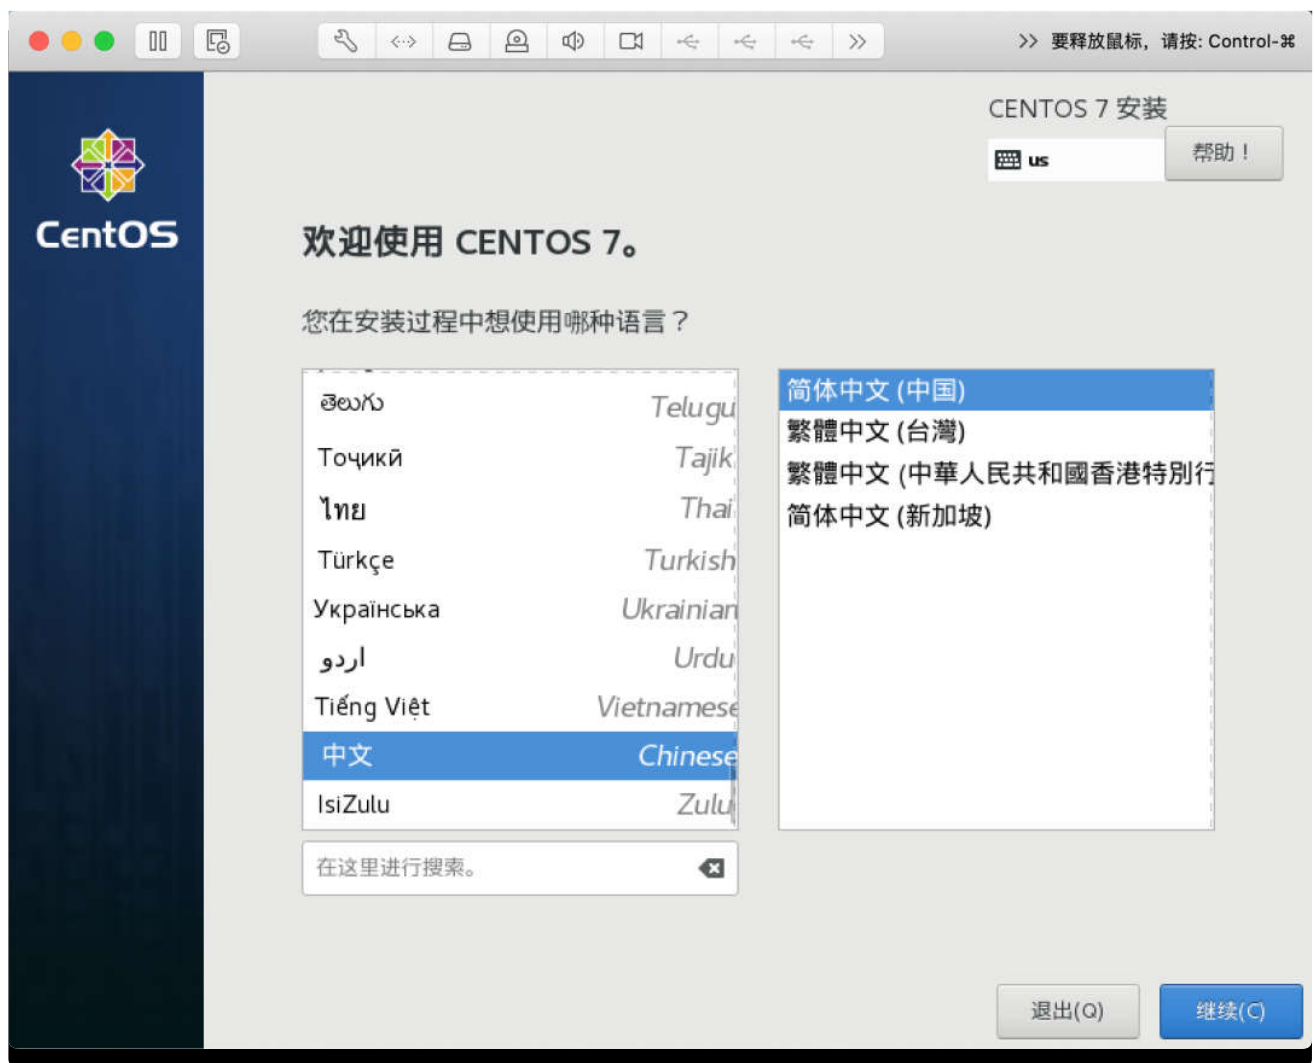 >> 要释放鼠标，请按: Control-⌘
CentOS
CENTOS 7 安装
us
帮助！
欢迎使用 CENTOS 7。
您在安装过程中想使用哪种语言？
తెలుగు Telugu
Тоҷикӣ Tajik
ไทย Thai
Türkçe Turkish
Українська Ukrainian
اردو Urdu
Tiếng Việt Vietnamese
中文 Chinese
IsiZulu Zulu
简体中文 (中国)
繁體中文 (台灣)
繁體中文 (中華人民共和國香港特別行
简体中文 (新加坡)
在这里进行搜索。
退出(Q)
继续(C)